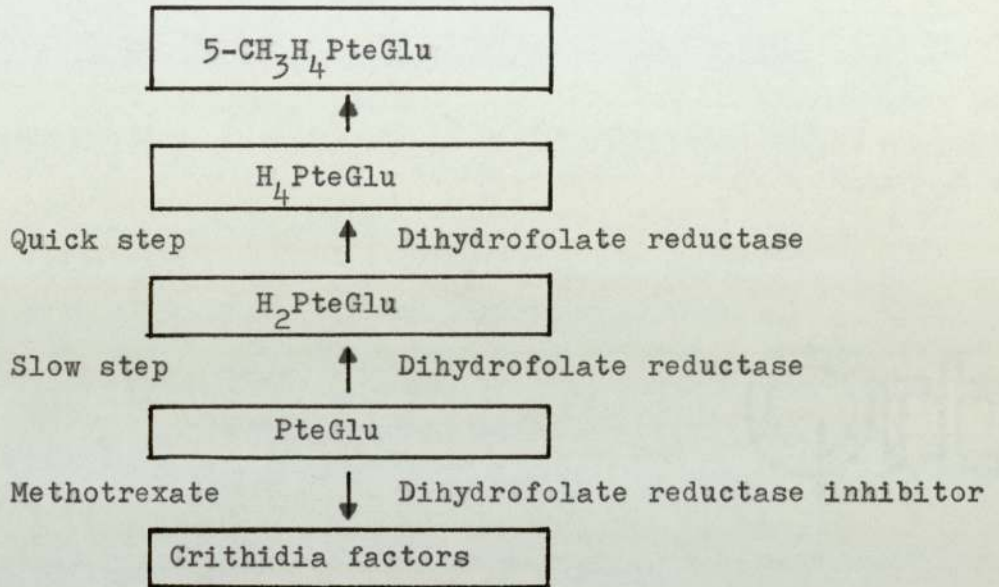 5-CH3H4PteGlu
H4PteGlu
Quick step Dihydrofolate reductase
H2PteGlu
Slow step Dihydrofolate reductase
PteGlu
Methotrexate Dihydrofolate reductase inhibitor
Crithidia factors